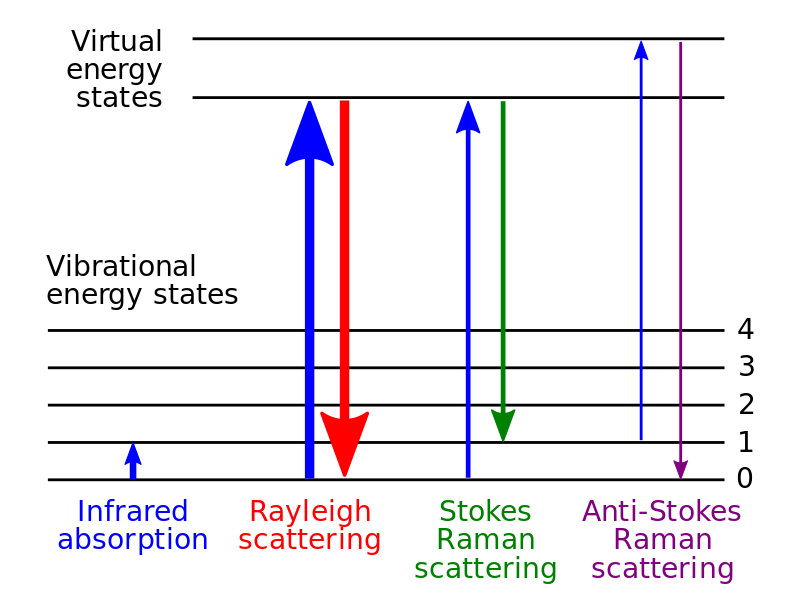 Virtual
energy
states
Vibrational
energy states
4
3
2
1
0
Infrared
absorption
Rayleigh
scattering
Stokes
Raman
scattering
Anti-Stokes
Raman
scattering